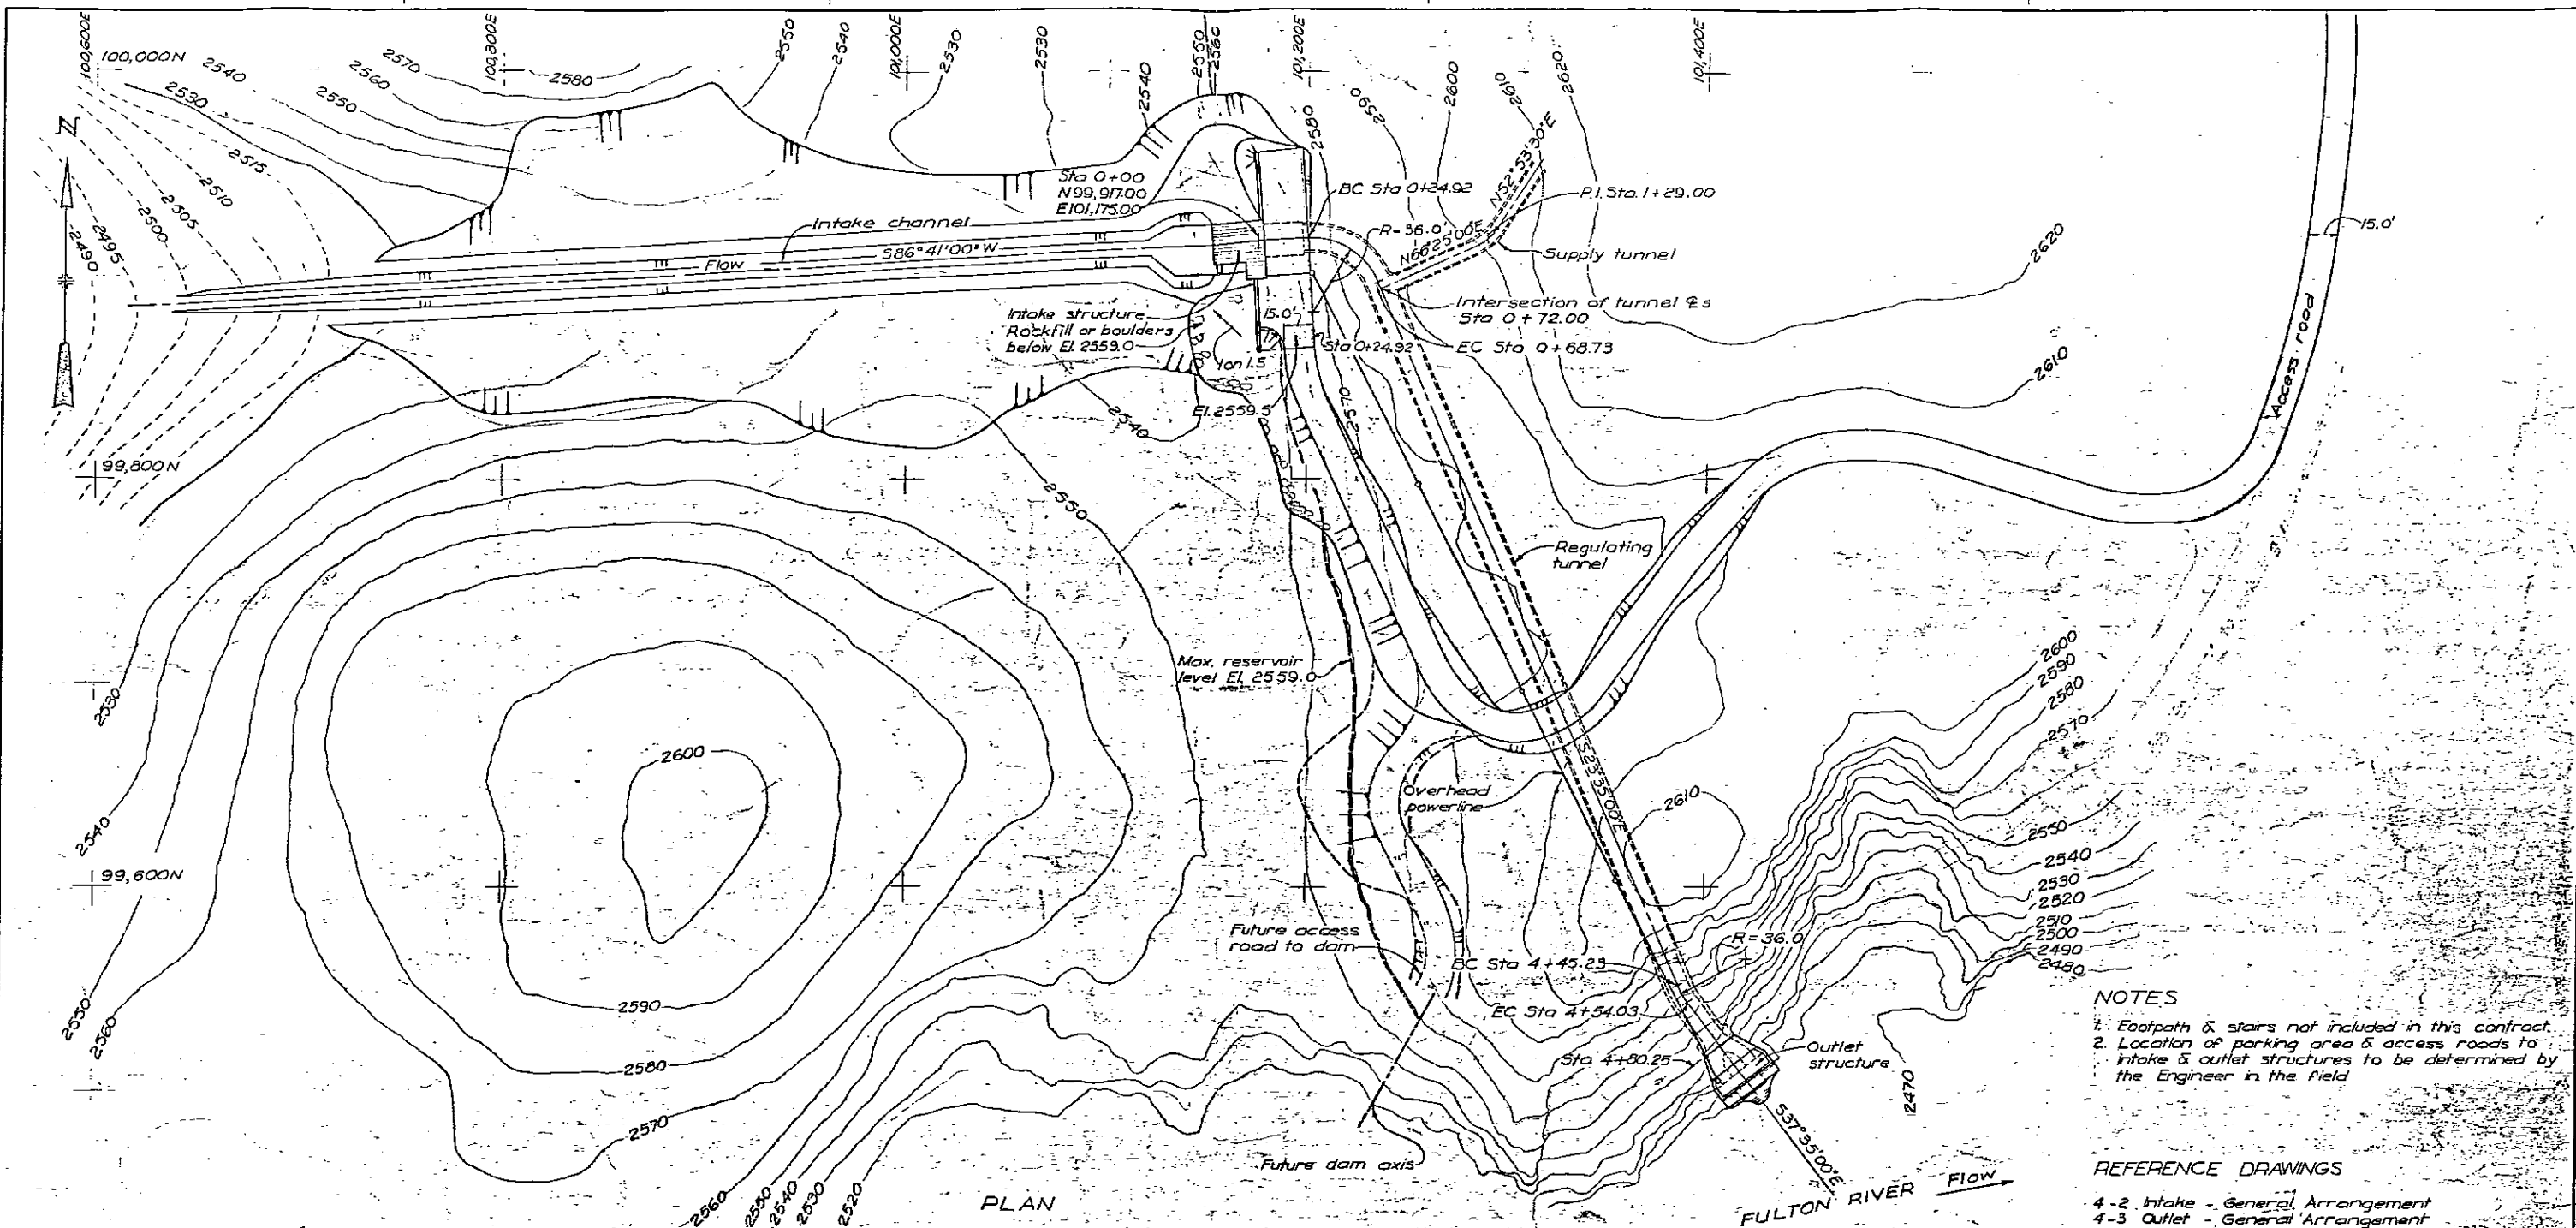 100,600E
100,800E
101,000E
101,200E
101,400E
100,000N
2540
2530
2570
2560
2550
2580
2550
2540
2530
2530
2540
2550
2560
2580
2590
2600
2610
2620
N
2515
2510
2505
2500
2495
2490
Sta 0+00
N99,917.00
E101,175.00
BC Sta 0+24.92
N52°53'30"E
P.I. Sta. 1+29.00
R=36.0'
N66°25'00"E
Supply tunnel
Intake channel
Flow
S86°41'00"W
15.0'
2620
Intersection of tunnel ℄s
Sta 0+72.00
Intake structure
Rockfill or boulders
below El. 2559.0
15.0'
Sta 0+24.92
EC Sta 0+68.73
1 on 1.5
El. 2559.5
2570
2540
2610
Access road
99,800N
2550
Regulating
tunnel
Max. reservoir
level El. 2559.0
2530
2600
S23°35'00"E
Overhead
powerline
2610
2600
2590
2580
2570
2550
2540
2530
2520
2510
2500
2490
2480
2540
99,600N
Future access
road to dam
R=36.0
BC Sta 4+45.23
EC Sta 4+54.03
2550
2560
2590
2580
2570
Sta 4+80.25
Outlet
structure
2470
S37°35'00"E
Future dam axis
2560
2550
2540
2530
2520
PLAN
FULTON RIVER
Flow
NOTES
1. Footpath & stairs not included in this contract.
2. Location of parking area & access roads to
intake & outlet structures to be determined by
the Engineer in the field
REFERENCE DRAWINGS
4-2 Intake - General Arrangement
4-3 Outlet - General Arrangement